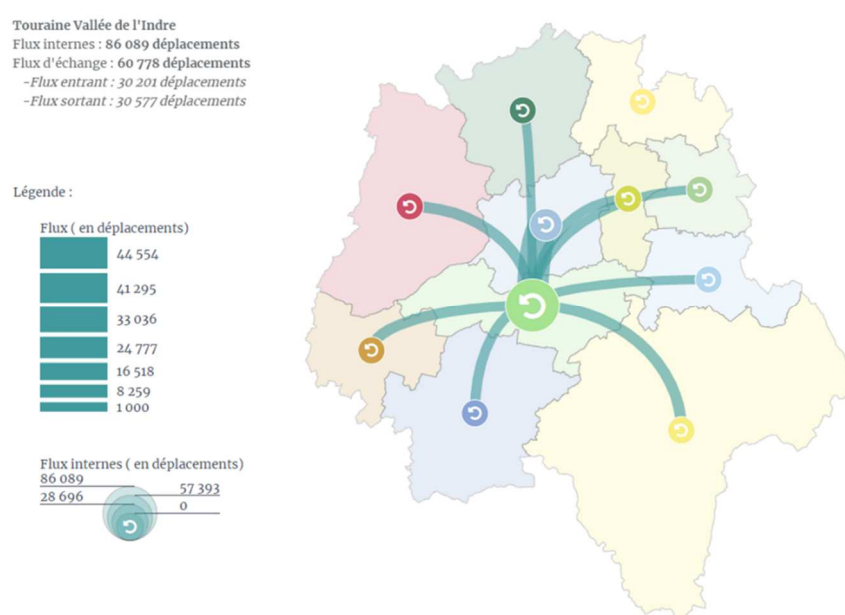 Touraine Vallée de l'Indre
Flux internes : 86 089 déplacements
Flux d'échange : 60 778 déplacements
-Flux entrant : 30 201 déplacements
-Flux sortant : 30 577 déplacements
Légende :
Flux ( en déplacements)
44 554
41 295
33 036
24 777
16 518
8 259
1 000
Flux internes ( en déplacements)
86 089
57 393
28 696
0